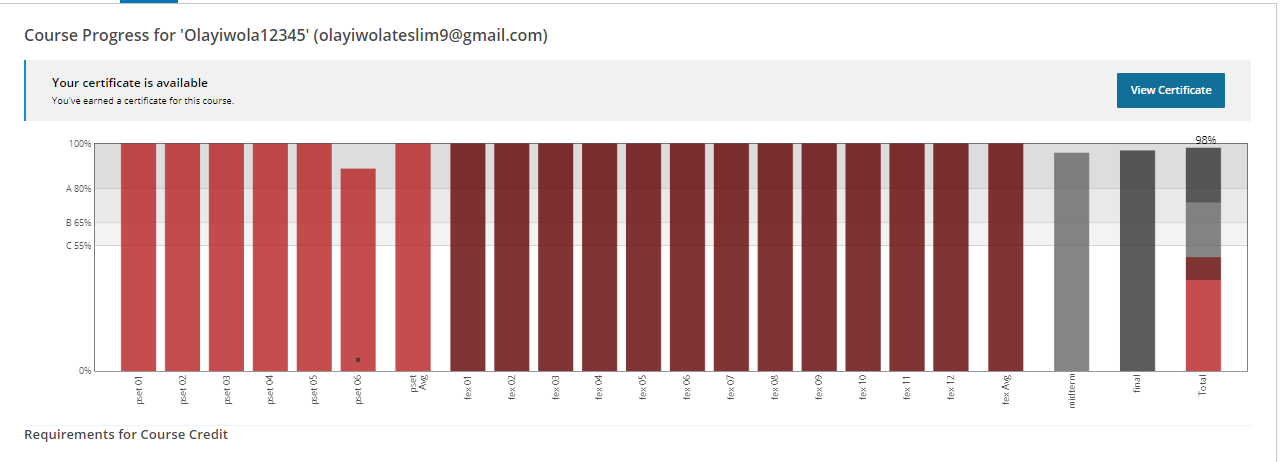 Course Progress for 'Olayiwola12345' (olayiwolateslim9@gmail.com)
Your certificate is available
You've earned a certificate for this course.
View Certificate
98%
100%
A 80%
B 65%
C 55%
0%
pset 01
pset 02
pset 03
pset 04
pset 05
pset 06
pset Avg
fex 01
fex 02
fex 03
fex 04
fex 05
fex 06
fex 07
fex 08
fex 09
fex 10
fex 11
fex 12
fex Avg
midterm
final
Total
Requirements for Course Credit